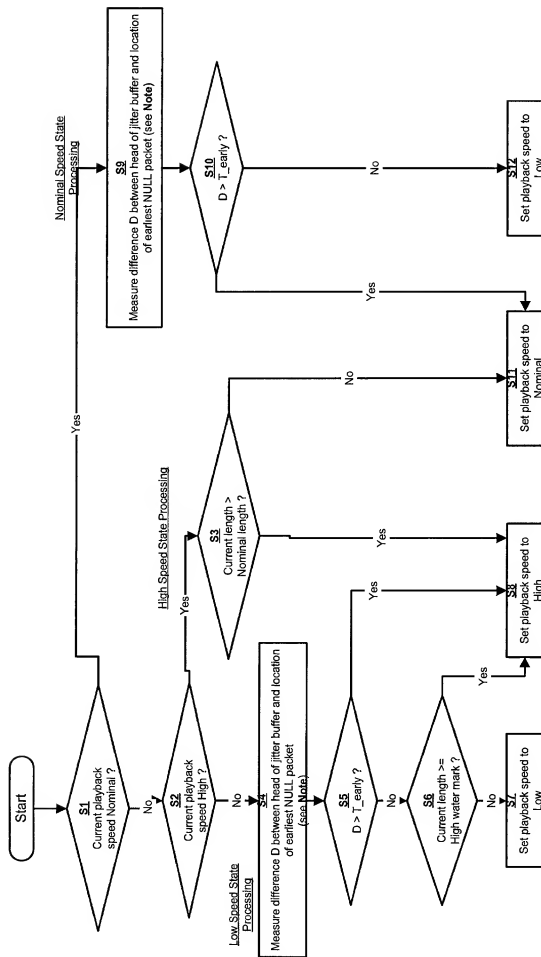 Start
S1
Current playback
speed Nominal ?
Yes
No
S2
Current playback
speed High ?
Yes
No
High Speed State Processing
S3
Current length >
Nominal length ?
No
Yes
Low Speed State
Processing
S4
Measure difference D between head of jitter buffer and location
of earliest NULL packet
(see Note)
S5
D > T_early ?
Yes
No
S6
Current length >=
High water mark ?
Yes
No
S7
Set playback speed to
Low
S8
Set playback speed to
High
Nominal Speed State
Processing
S9
Measure difference D between head of jitter buffer and location
of earliest NULL packet (see Note)
S10
D > T_early ?
Yes
No
S11
Set playback speed to
Nominal
S12
Set playback speed to
Low